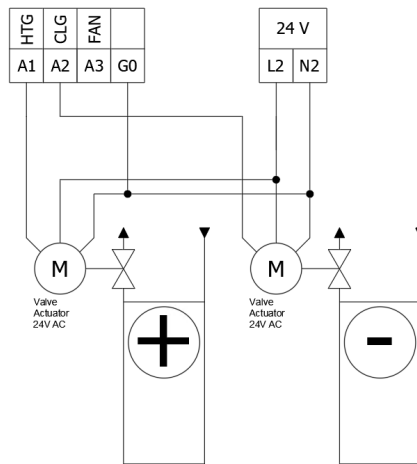 HTG CLG FAN
24 V
A1 A2 A3 G0
L2 N2
M
M
Valve
Actuator
24V AC
Valve
Actuator
24V AC